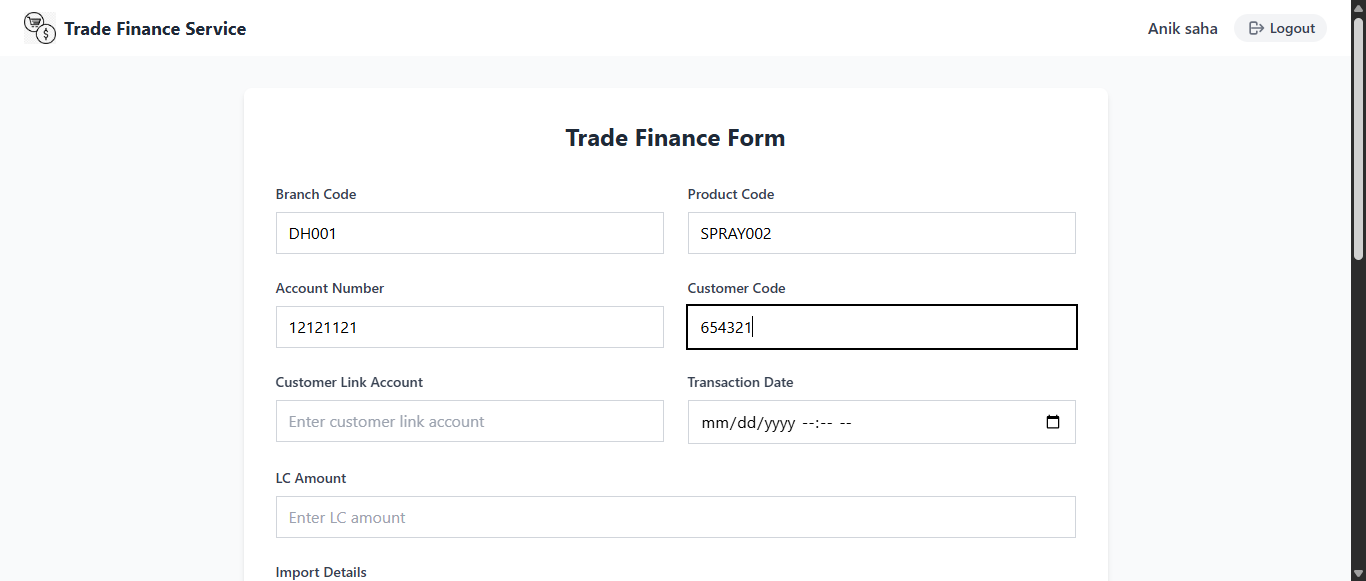 Trade Finance Service
Anik saha
Logout
Trade Finance Form
Branch Code
Product Code
DH001
SPRAY002
Account Number
Customer Code
12121121
654321
Customer Link Account
Transaction Date
Enter customer link account
mm/dd/yyyy --:-- --
LC Amount
Enter LC amount
Import Details